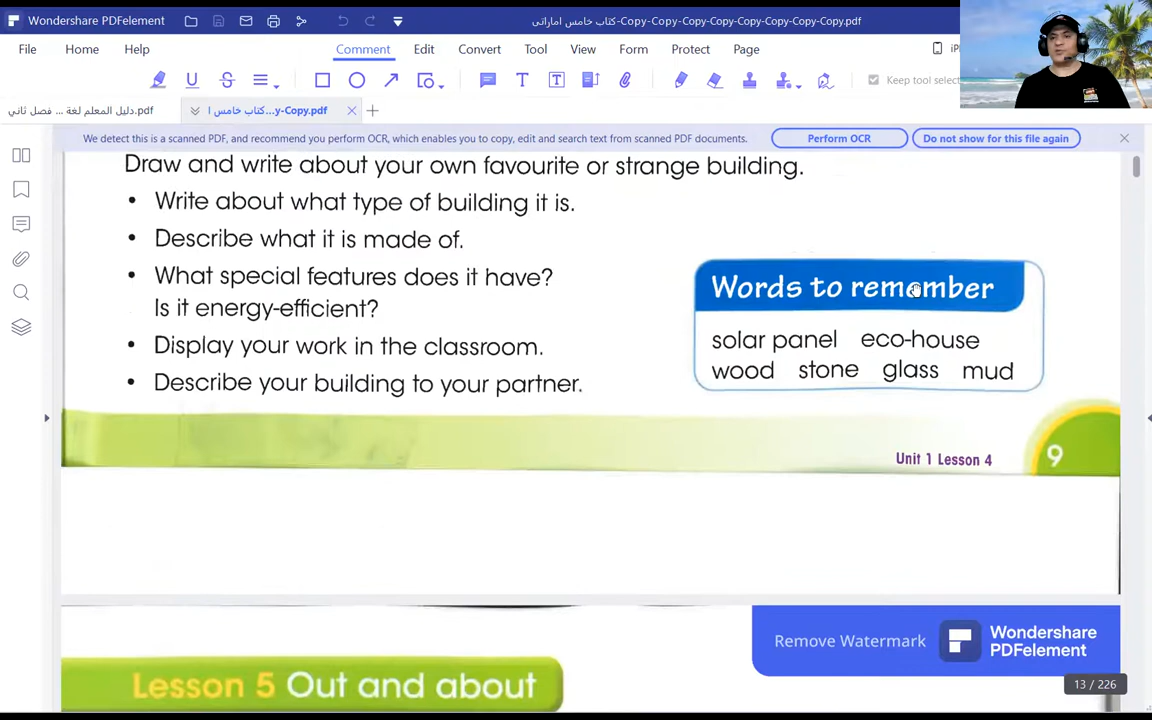 Wondershare PDFelement
كتاب خامس اماراتى-Copy-Copy-Copy-Copy-Copy-Copy-Copy.pdf
File Home Help Comment Edit Convert Tool View Form Protect Page
Keep tool selec
دليل المعلم لغة ... فصل ثاني.pdf
كتاب خامس ا...y-Copy.pdf
We detect this is a scanned PDF, and recommend you perform OCR, which enables you to copy, edit and search text from scanned PDF documents. Perform OCR Do not show for this file again
Draw and write about your own favourite or strange building.
• Write about what type of building it is.
• Describe what it is made of.
• What special features does it have?
Is it energy-efficient?
• Display your work in the classroom.
• Describe your building to your partner.
Words to remember
solar panel eco-house
wood stone glass mud
Unit 1 Lesson 4 9
Remove Watermark Wondershare
PDFelement
13 / 226
Lesson 5 Out and about